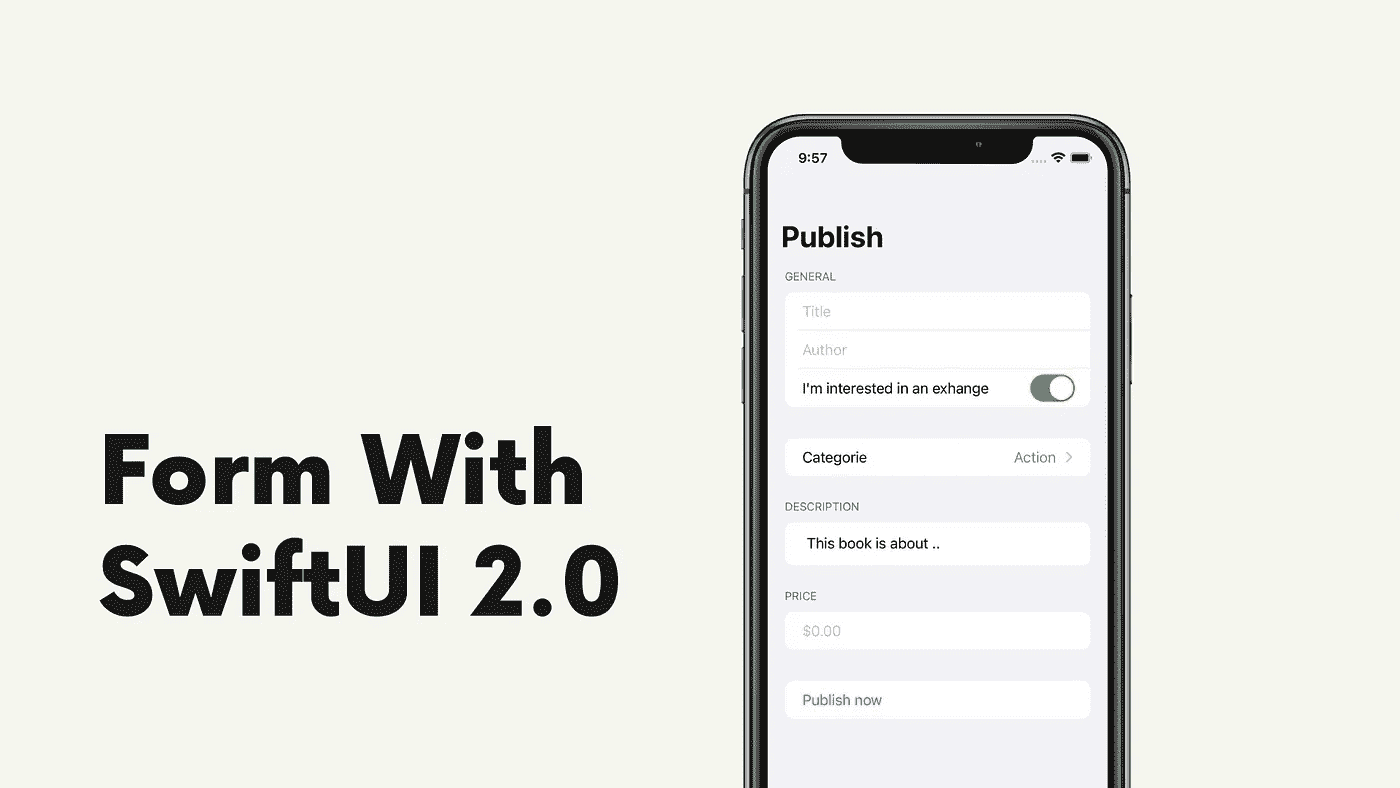 Form With
SwiftUI 2.0
9:57
Publish
GENERAL
Title
Author
I'm interested in an exhange
Categorie
Action
DESCRIPTION
This book is about ..
PRICE
$0.00
Publish now